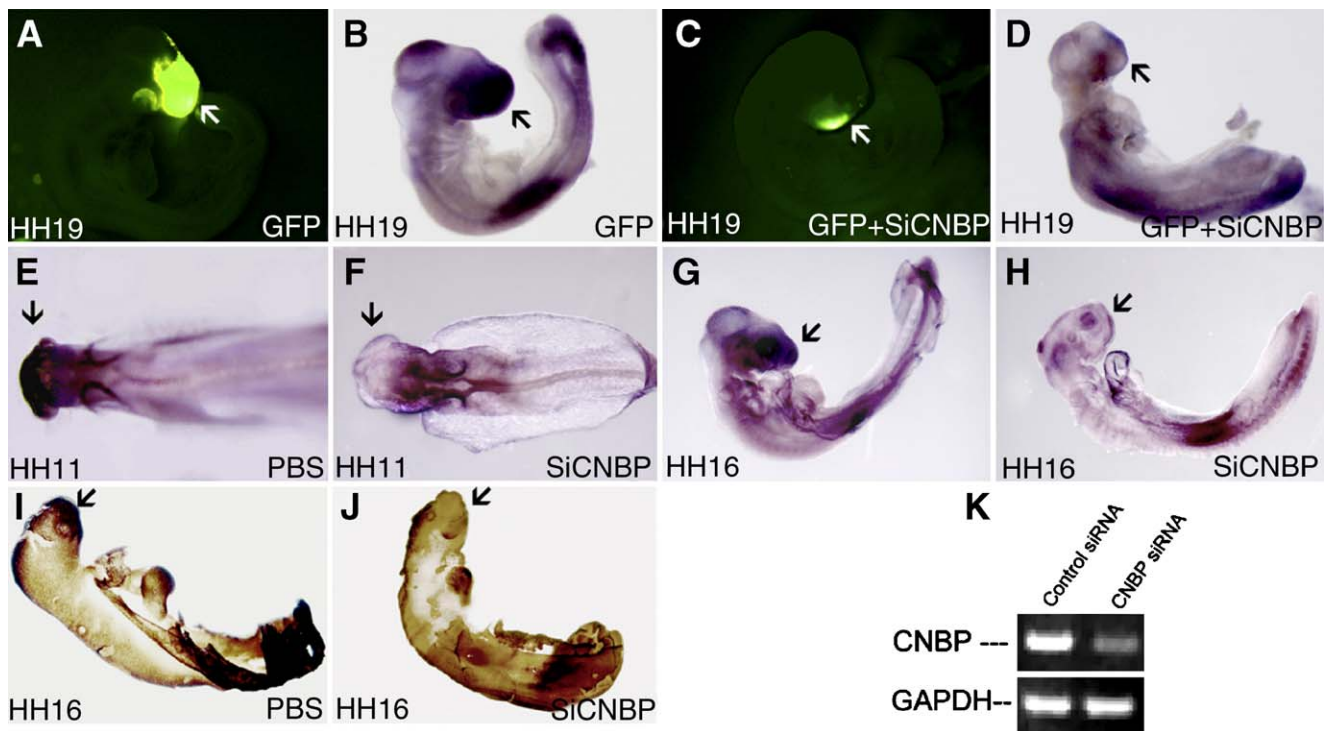 A
HH19
GFP
B
HH19
GFP
C
HH19
GFP+SiCNBP
D
HH19
GFP+SiCNBP
E
HH11
PBS
F
HH11
SiCNBP
G
HH16
H
HH16
SiCNBP
I
HH16
PBS
J
HH16
SiCNBP
K
Control siRNA
CNBP siRNA
CNBP ---
GAPDH--